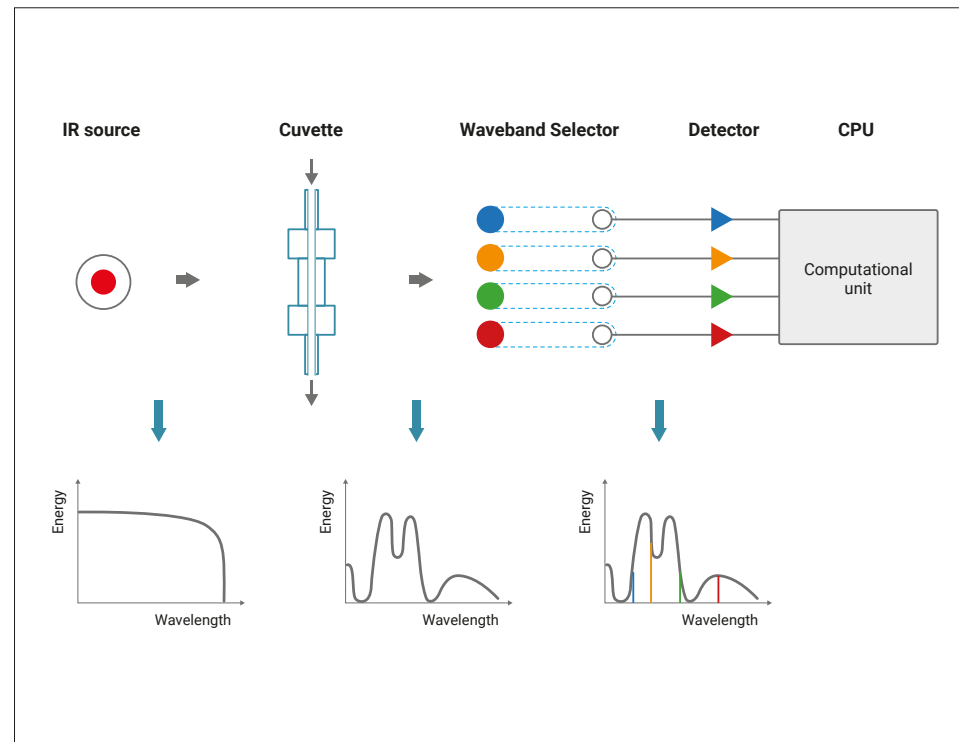 IR source
Cuvette
Waveband Selector
Detector
CPU
Computational
unit
Energy
Wavelength
Energy
Wavelength
Energy
Wavelength